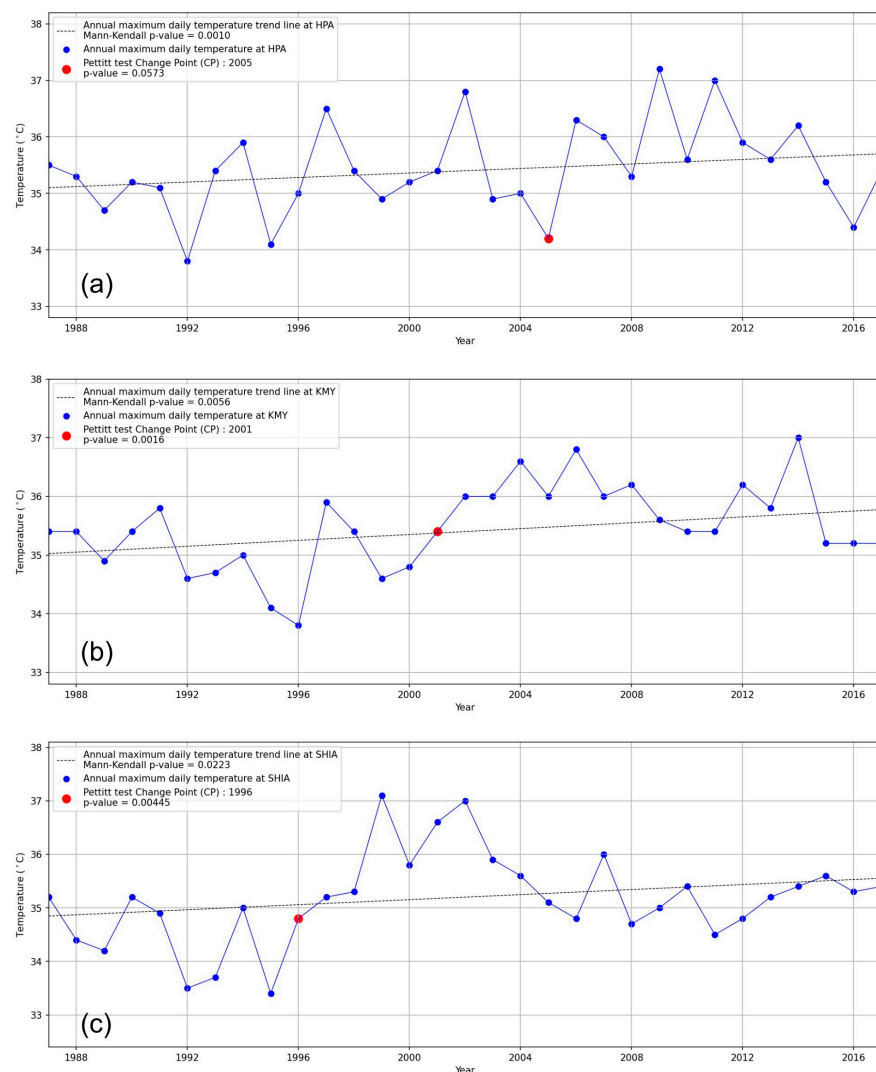 Annual maximum daily temperature trend line at HPA
Mann-Kendall p-value = 0.0010
Annual maximum daily temperature at HPA
Pettitt test Change Point (CP) : 2005
p-value = 0.0573
38
37
36
35
34
33
Temperature (°C)
(a)
1988 1992 1996 2000 2004 2008 2012 2016
Year
Annual maximum daily temperature trend line at KMY
Mann-Kendall p-value = 0.0056
Annual maximum daily temperature at KMY
Pettitt test Change Point (CP) : 2001
p-value = 0.0016
38
37
36
35
34
33
Temperature (°C)
(b)
1988 1992 1996 2000 2004 2008 2012 2016
Year
Annual maximum daily temperature trend line at SHIA
Mann-Kendall p-value = 0.0223
Annual maximum daily temperature at SHIA
Pettitt test Change Point (CP) : 1996
p-value = 0.00445
38
37
36
35
34
33
Temperature (°C)
(c)
1988 1992 1996 2000 2004 2008 2012 2016
Year